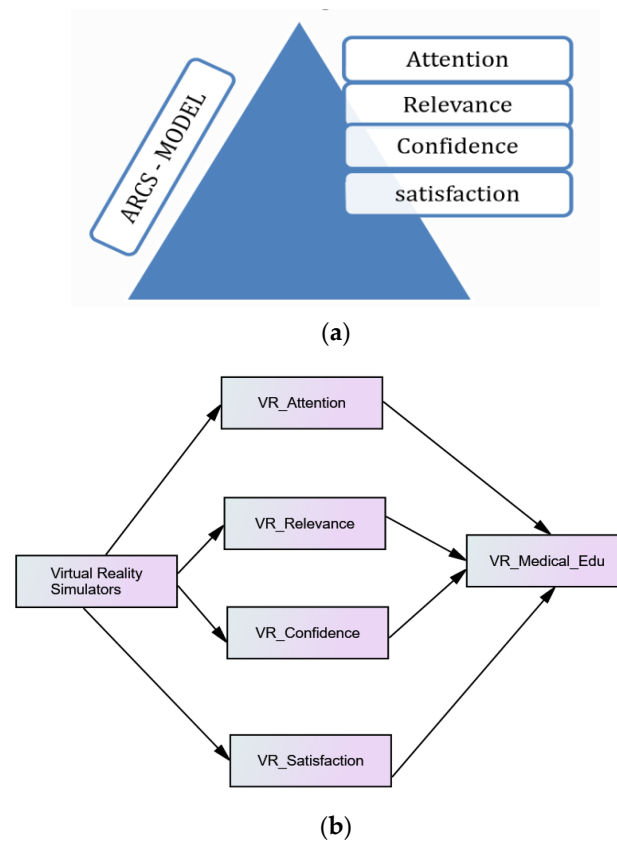 ARCS - MODEL
Attention
Relevance
Confidence
satisfaction
(a)
VR_Attention
VR_Relevance
Virtual Reality
Simulators
VR_Medical_Edu
VR_Confidence
VR_Satisfaction
(b)